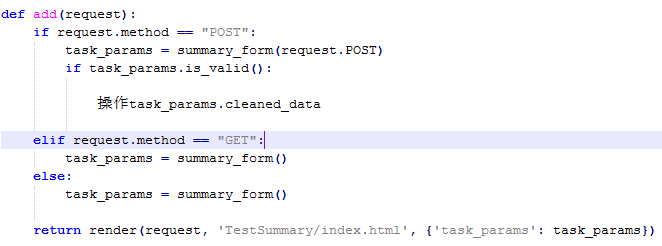 def add(request):
    if request.method == "POST":
        task_params = summary_form(request.POST)
        if task_params.is_valid():
            操作task_params.cleaned_data
    elif request.method == "GET":
        task_params = summary_form()
    else:
        task_params = summary_form()
    return render(request, 'TestSummary/index.html', {'task_params': task_params})